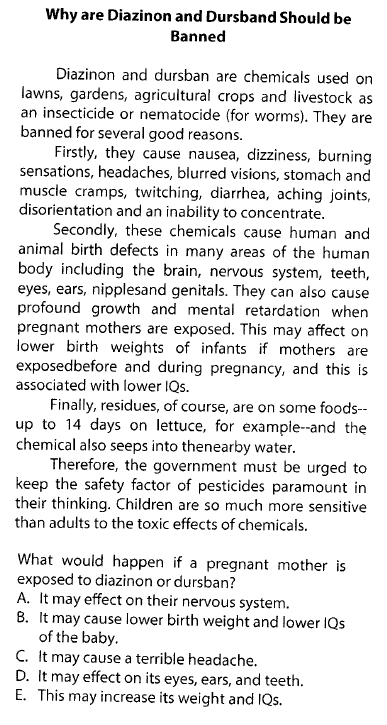 Why are Diazinon and Dursband Should be
Banned
Diazinon and dursban are chemicals used on
lawns, gardens, agricultural crops and livestock as
an insecticide or nematocide (for worms). They are
banned for several good reasons.
Firstly, they cause nausea, dizziness, burning
sensations, headaches, blurred visions, stomach and
muscle cramps, twitching, diarrhea, aching joints,
disorientation and an inability to concentrate.
Secondly, these chemicals cause human and
animal birth defects in many areas of the human
body including the brain, nervous system, teeth,
eyes, ears, nipplesand genitals. They can also cause
profound growth and mental retardation when
pregnant mothers are exposed. This may affect on
lower birth weights of infants if mothers are
exposedbefore and during pregnancy, and this is
associated with lower IQs.
Finally, residues, of course, are on some foods--
up to 14 days on lettuce, for example--and the
chemical also seeps into thenearby water.
Therefore, the government must be urged to
keep the safety factor of pesticides paramount in
their thinking. Children are so much more sensitive
than adults to the toxic effects of chemicals.
What would happen if a pregnant mother is
exposed to diazinon or dursban?
A. It may effect on their nervous system.
B. It may cause lower birth weight and lower IQs
of the baby.
C. It may cause a terrible headache.
D. It may effect on its eyes, ears, and teeth.
E. This may increase its weight and IQs.